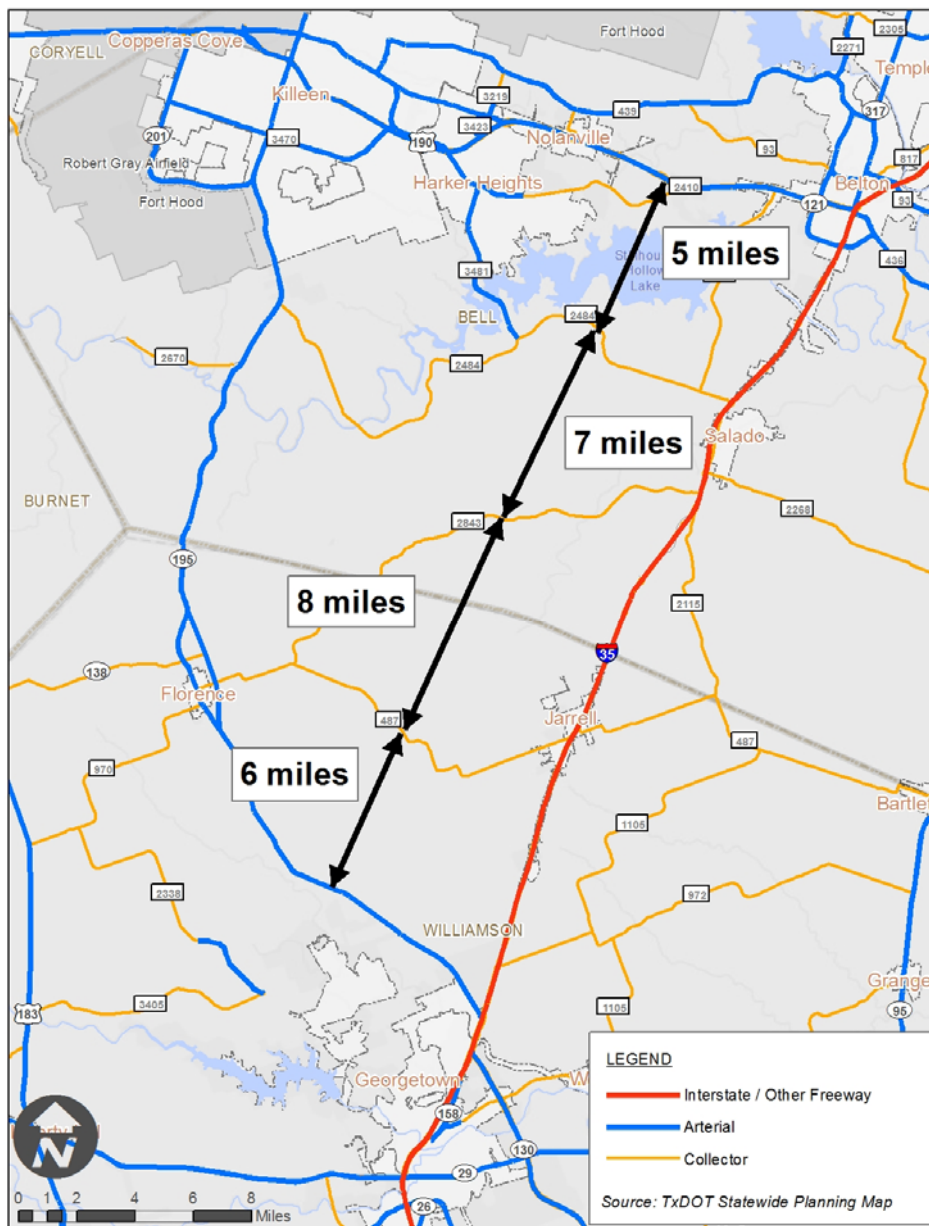 Fort Hood
2305
2271
Copperas Cove
CORYELL
Temple
Killeen
3219
439
317
3423
201
3470
190
Nolanville
93
817
Robert Gray Airfield
Harker Heights
2410
Belton
Fort Hood
121
93
5 miles
436
3481
Hollow
Lake
BELL
2484
2670
2484
7 miles
Salado
BURNET
2843
2268
195
8 miles
2115
35
138
Florence
487
Jarrell
487
6 miles
970
Bartlet
1105
2338
972
WILLIAMSON
3405
Grange
183
1105
95
LEGEND
Georgetown
W
Interstate / Other Freeway
158
Arterial
130
Collector
29
0 1 2 4 6 8
Miles
26
Source: TxDOT Statewide Planning Map
N